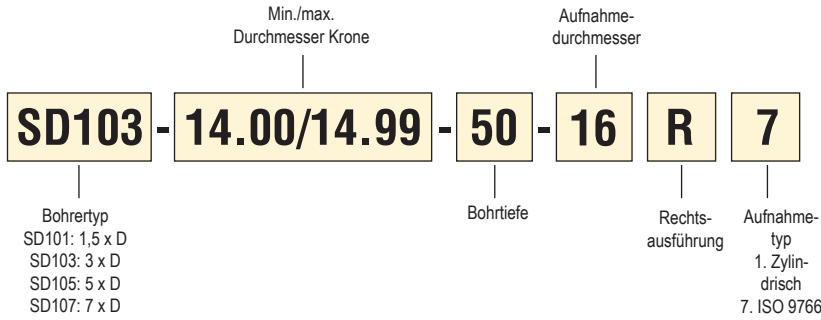 Min./max.
Durchmesser Krone
Aufnahme-
durchmesser
SD103 - 14.00/14.99 - 50 - 16 R 7
Bohrertyp
SD101: 1,5 x D
SD103: 3 x D
SD105: 5 x D
SD107: 7 x D
Bohrtiefe
Rechts-
ausführung
Aufnahme-
typ
1. Zylin-
drisch
7. ISO 9766